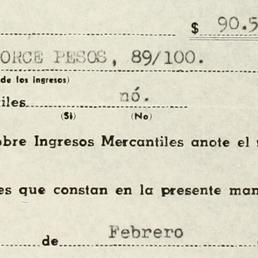 $ 90.5
ORCE PESOS, 89/100.
de los ingresos)
iles nó.
(Si) (No)
obre Ingresos Mercantiles anote el
es que constan en la presente man
de Febrero